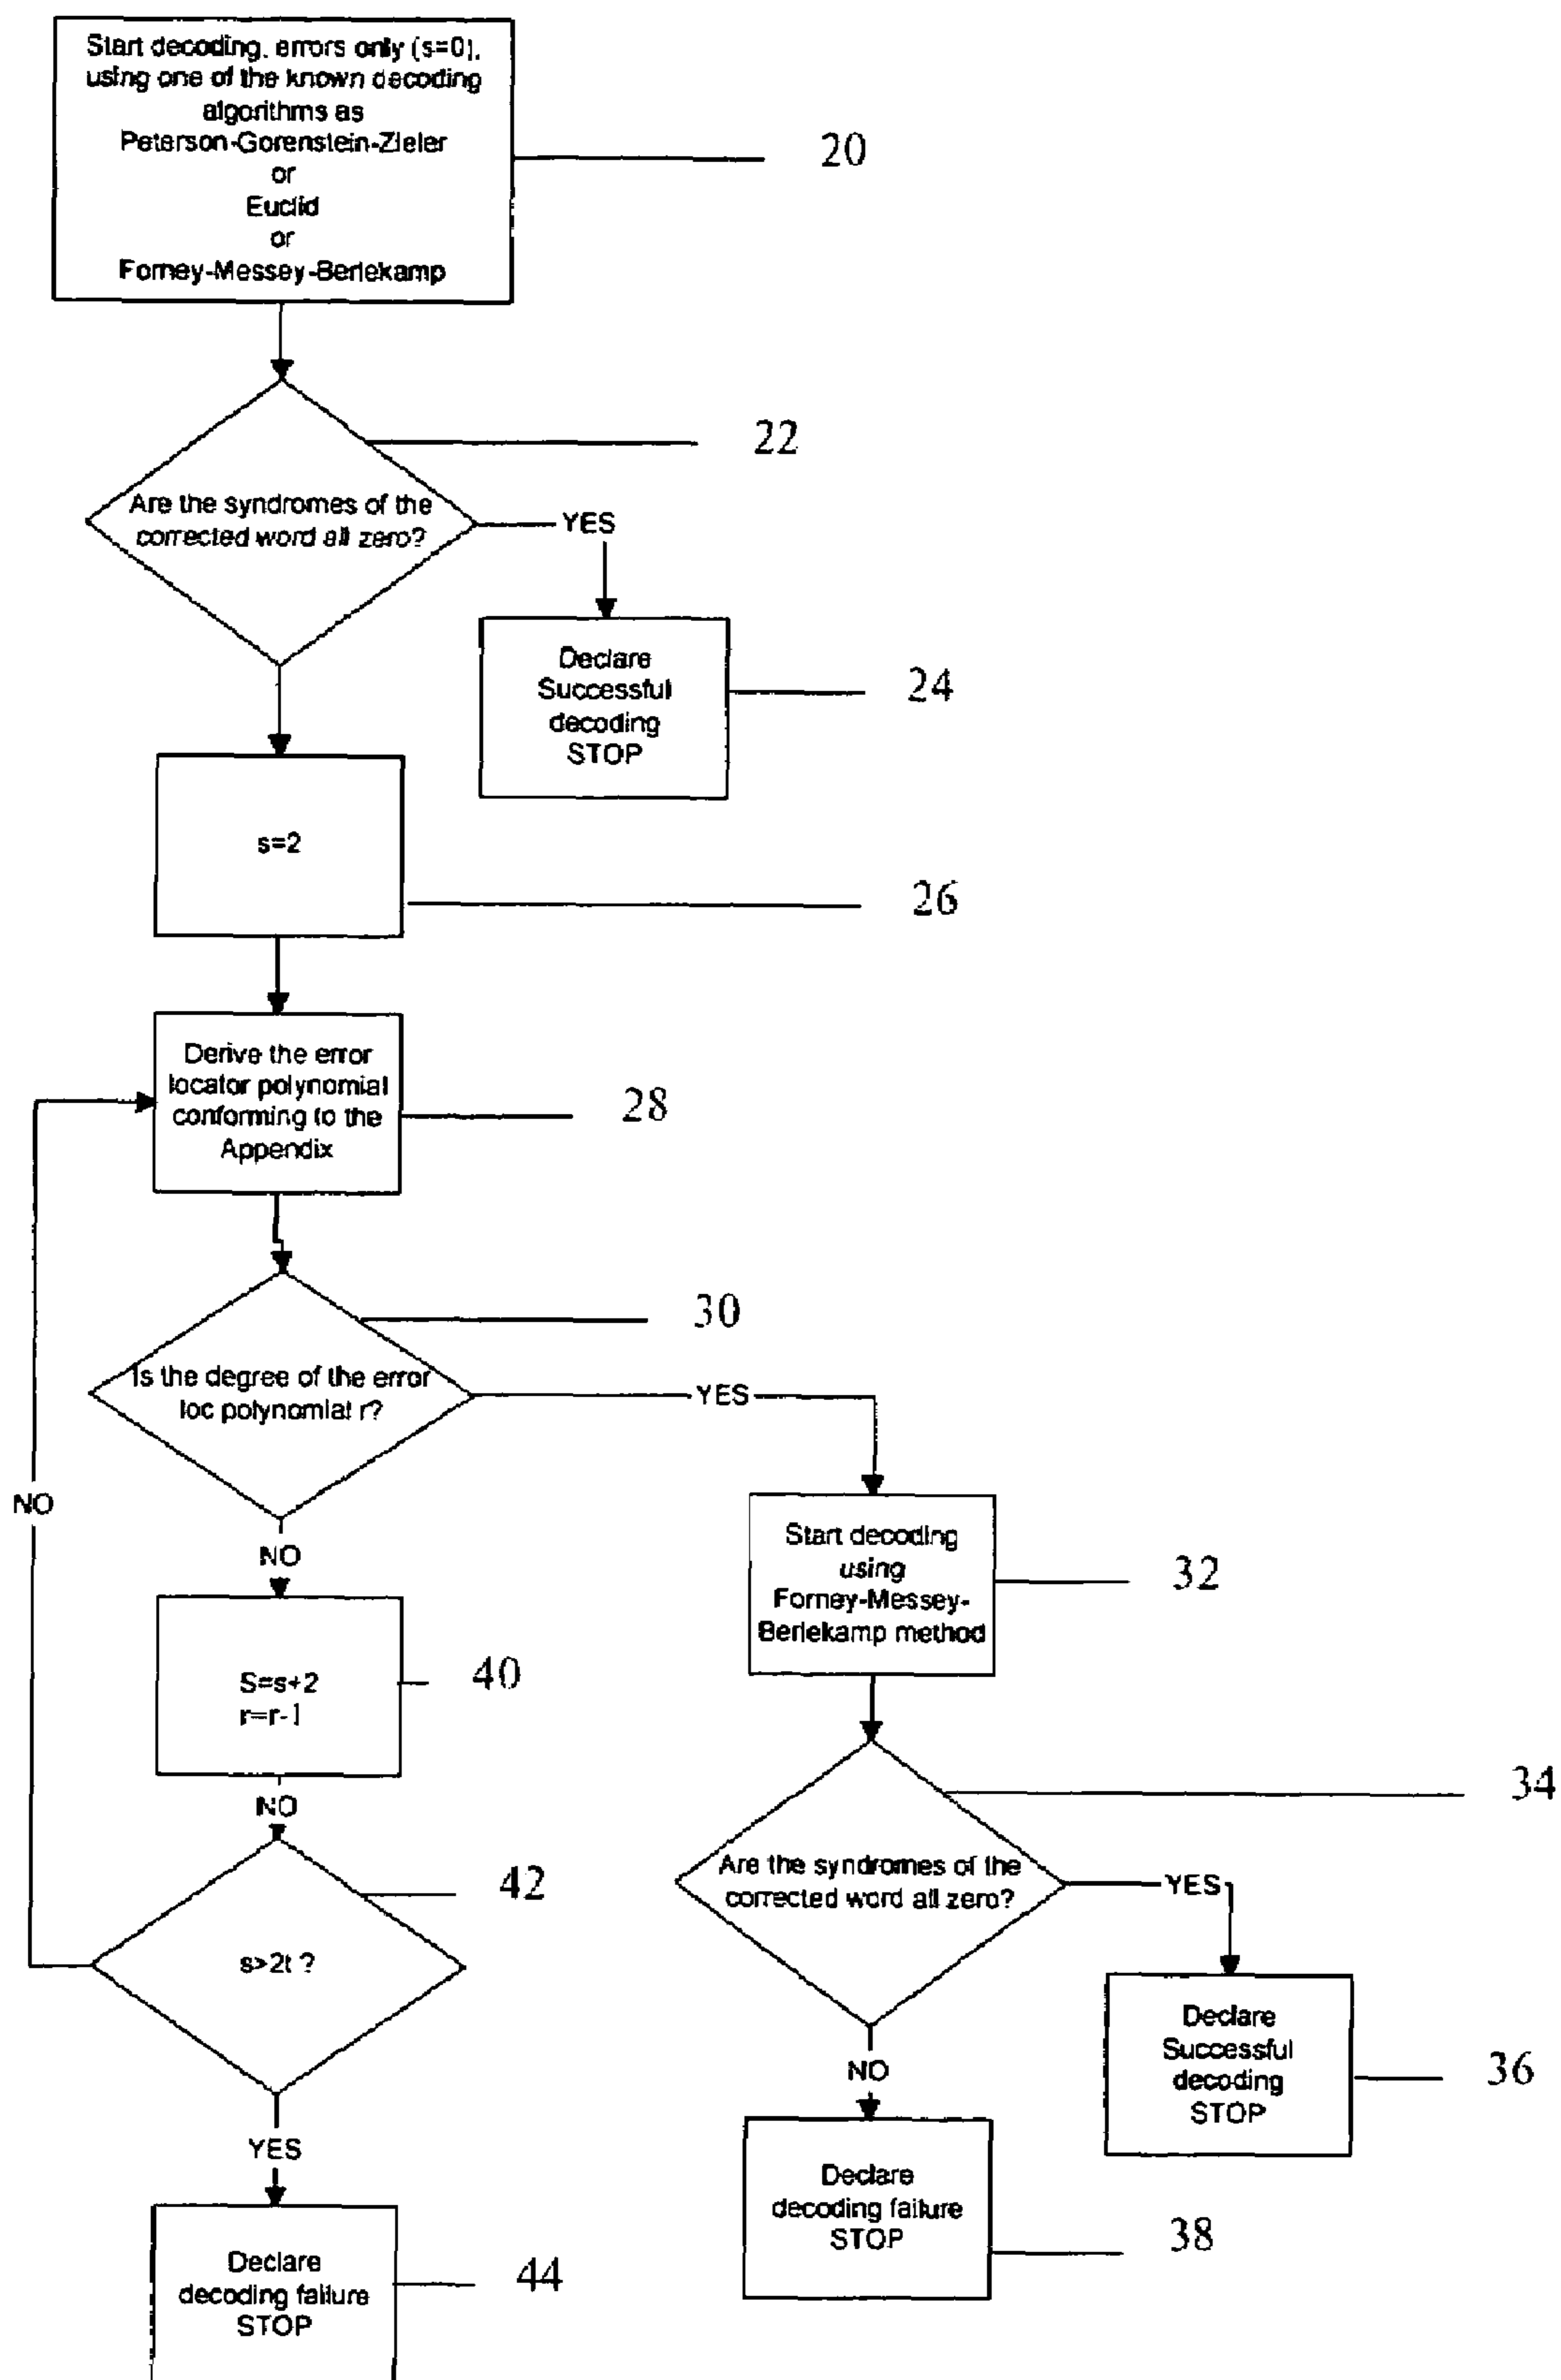 Start decoding, errors only (s=0),
using one of the known decoding
algorithms as
Peterson-Gorenstein-Zieler
or
Euclid
or
Forney-Messey-Berlekamp
20
22
Are the syndromes of the
corrected word all zero?
YES
Declare
Successful
decoding
STOP
24
s=2
26
Derive the error
locator polynomial
conforming to the
Appendix
28
30
Is the degree of the error
loc polynomial r?
YES
NO
NO
Start decoding
using
Forney-Messey-
Berlekamp method
32
S=s+2
r=r-1
40
NO
34
Are the syndromes of the
corrected word all zero?
YES
42
s>2t ?
Declare
Successful
decoding
STOP
36
NO
YES
Declare
decoding failure
STOP
38
Declare
decoding failure
STOP
44